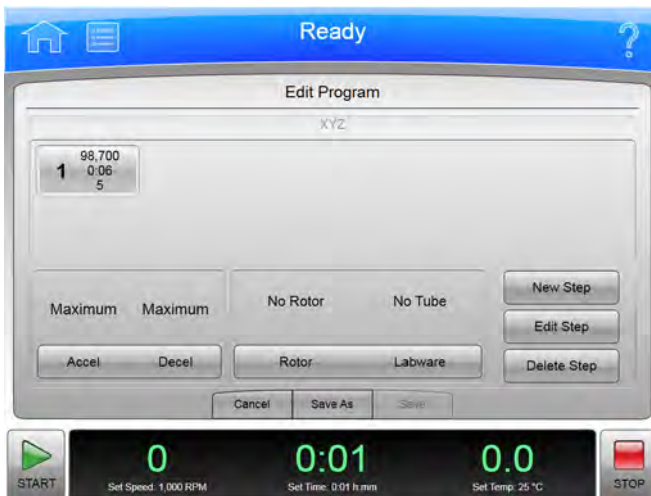 Ready
Edit Program
XYZ
1
98,700
0:06
5
Maximum Maximum No Rotor No Tube
New Step
Edit Step
Accel Decel Rotor Labware
Delete Step
Cancel Save As Save
START
0 0:01 0.0
Set Speed: 1,000 RPM Set Time: 0:01 h:mm Set Temp: 25 °C
STOP